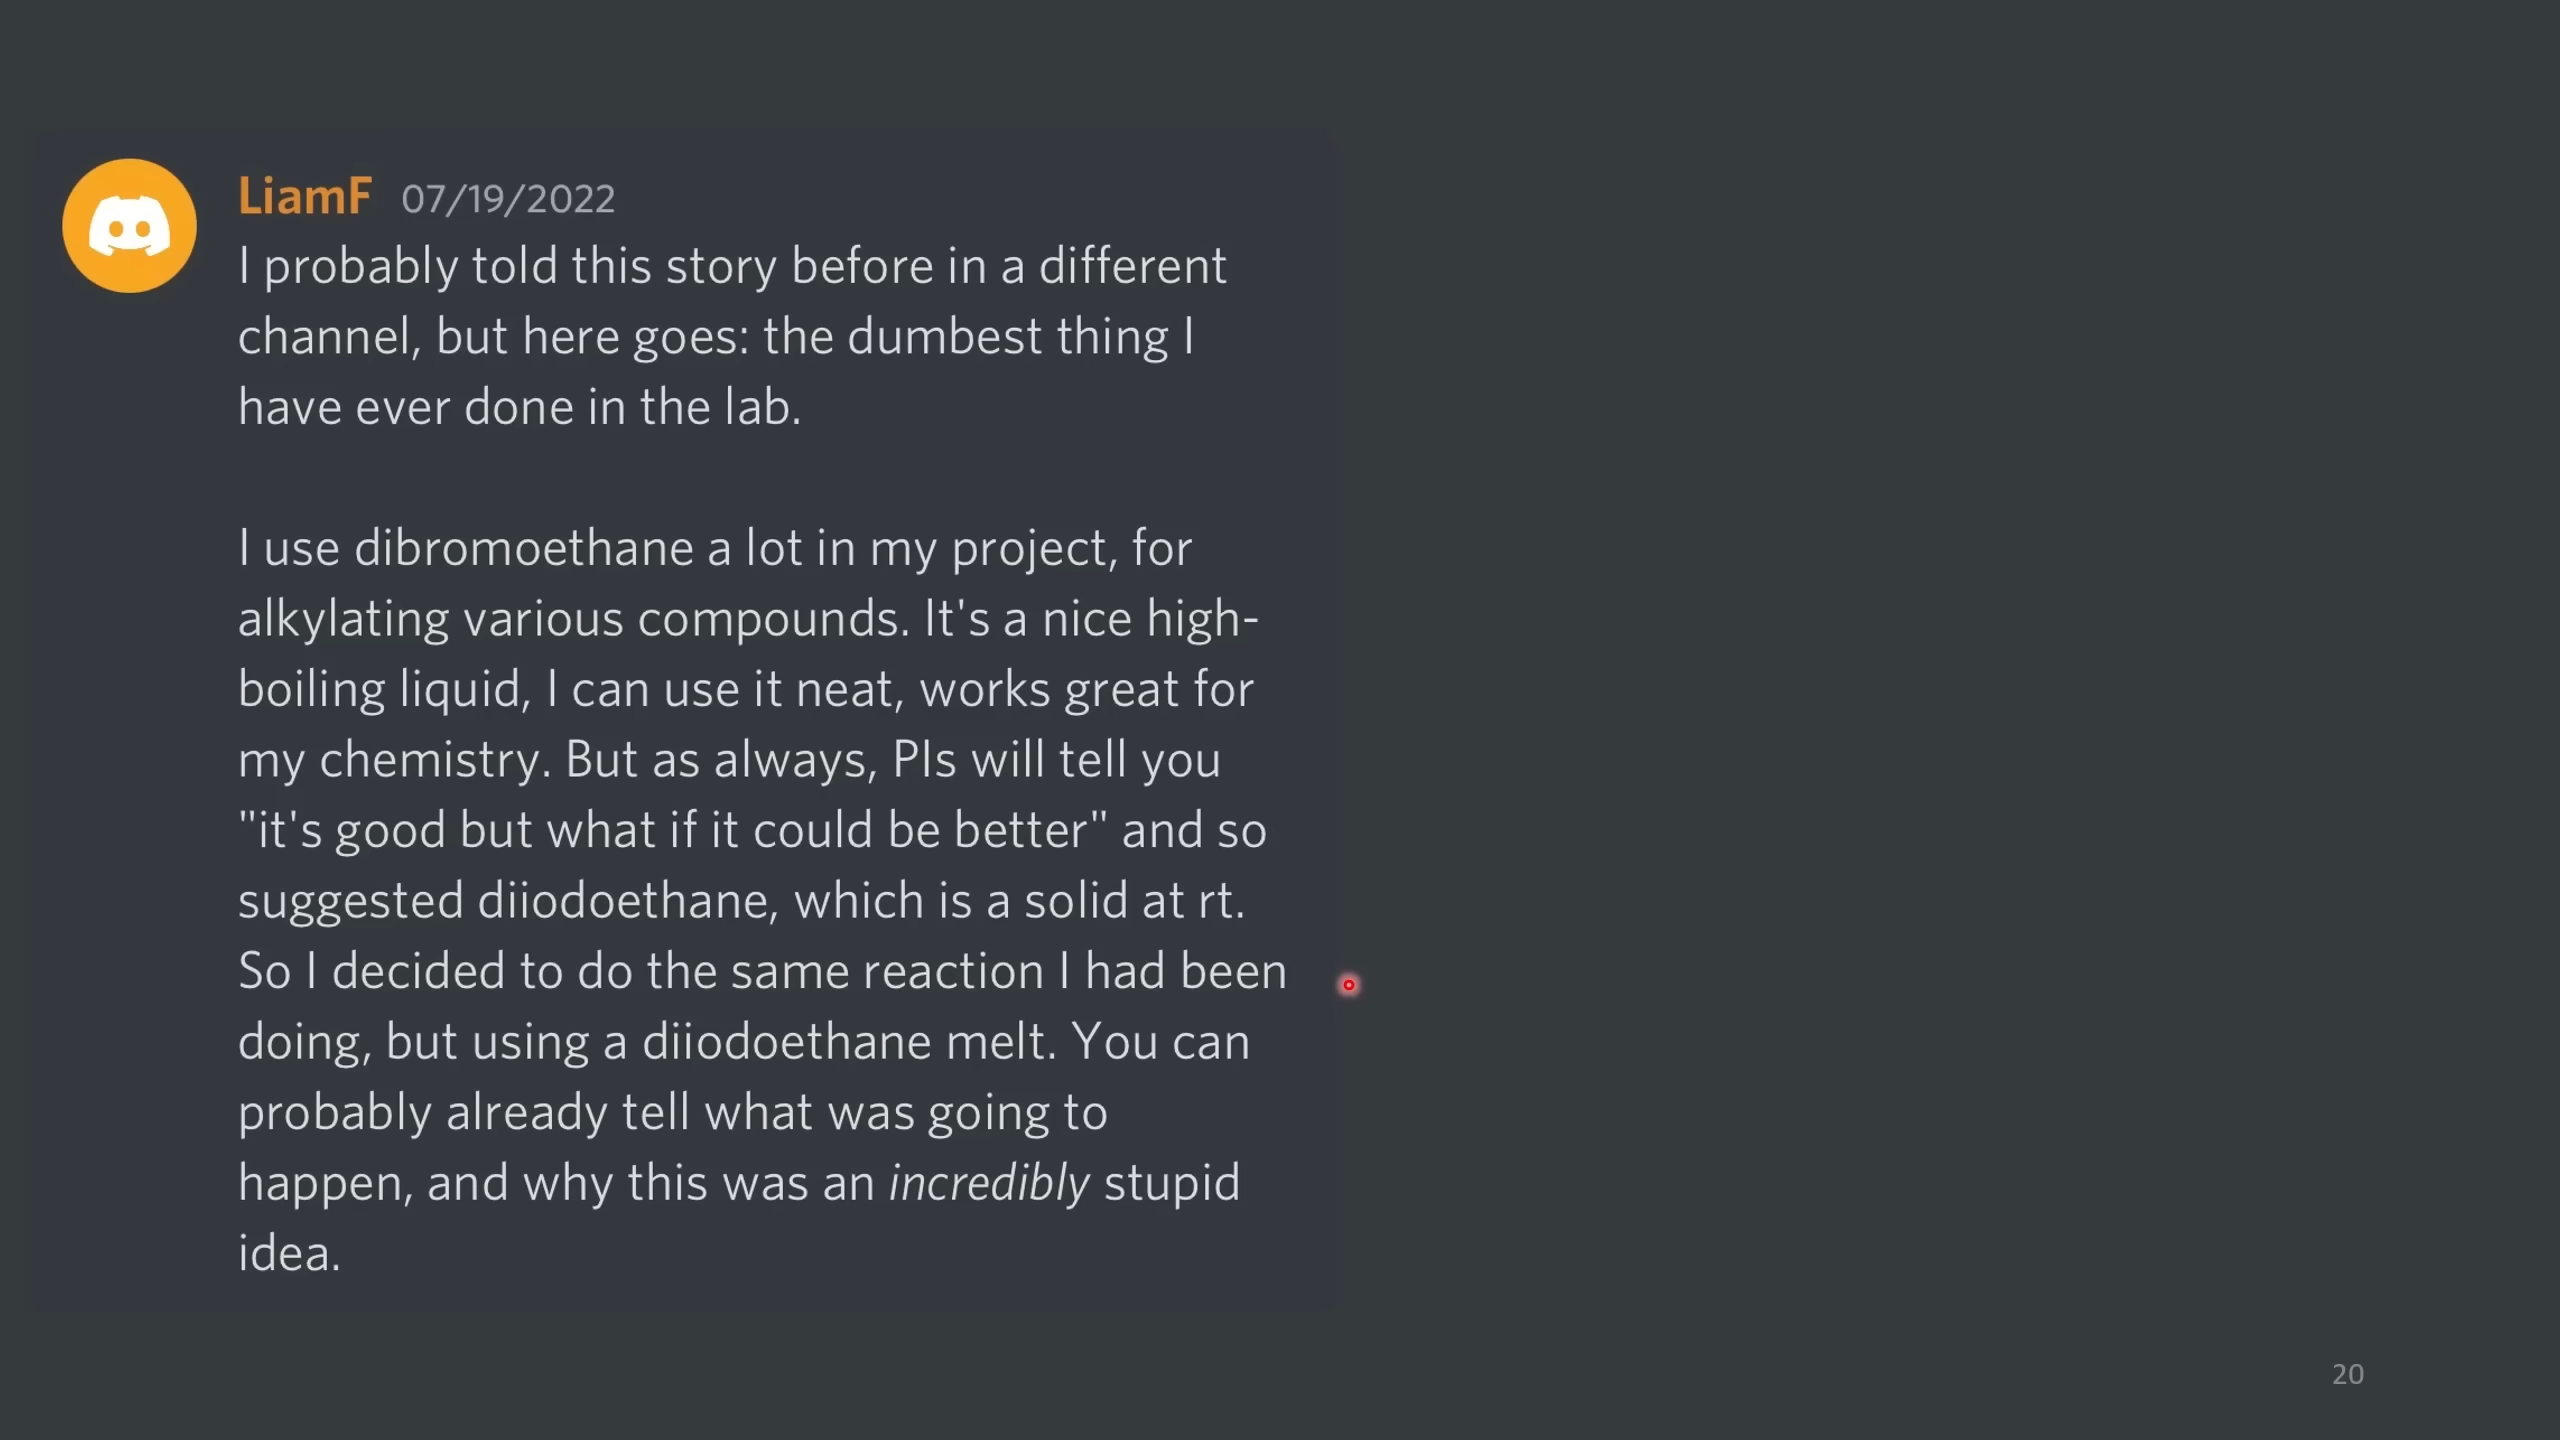 LiamF 07/19/2022
I probably told this story before in a different
channel, but here goes: the dumbest thing I
have ever done in the lab.
I use dibromoethane a lot in my project, for
alkylating various compounds. It's a nice high-
boiling liquid, I can use it neat, works great for
my chemistry. But as always, PIs will tell you
"it's good but what if it could be better" and so
suggested diiodoethane, which is a solid at rt.
So I decided to do the same reaction I had been
doing, but using a diiodoethane melt. You can
probably already tell what was going to
happen, and why this was an incredibly stupid
idea.
20